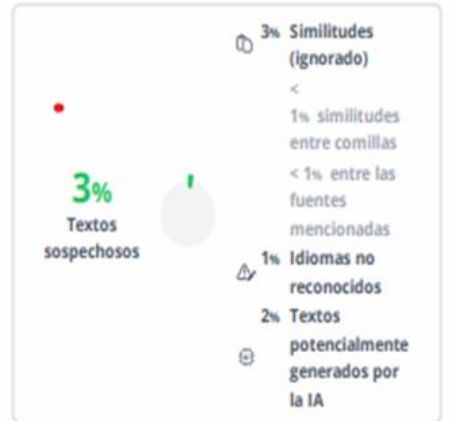 3%
Textos
sospechosos
3% Similitudes
(ignorado)
<
1% similitudes
entre comillas
< 1% entre las
fuentes
mencionadas
1% Idiomas no
reconocidos
2% Textos
potencialmente
generados por
la IA